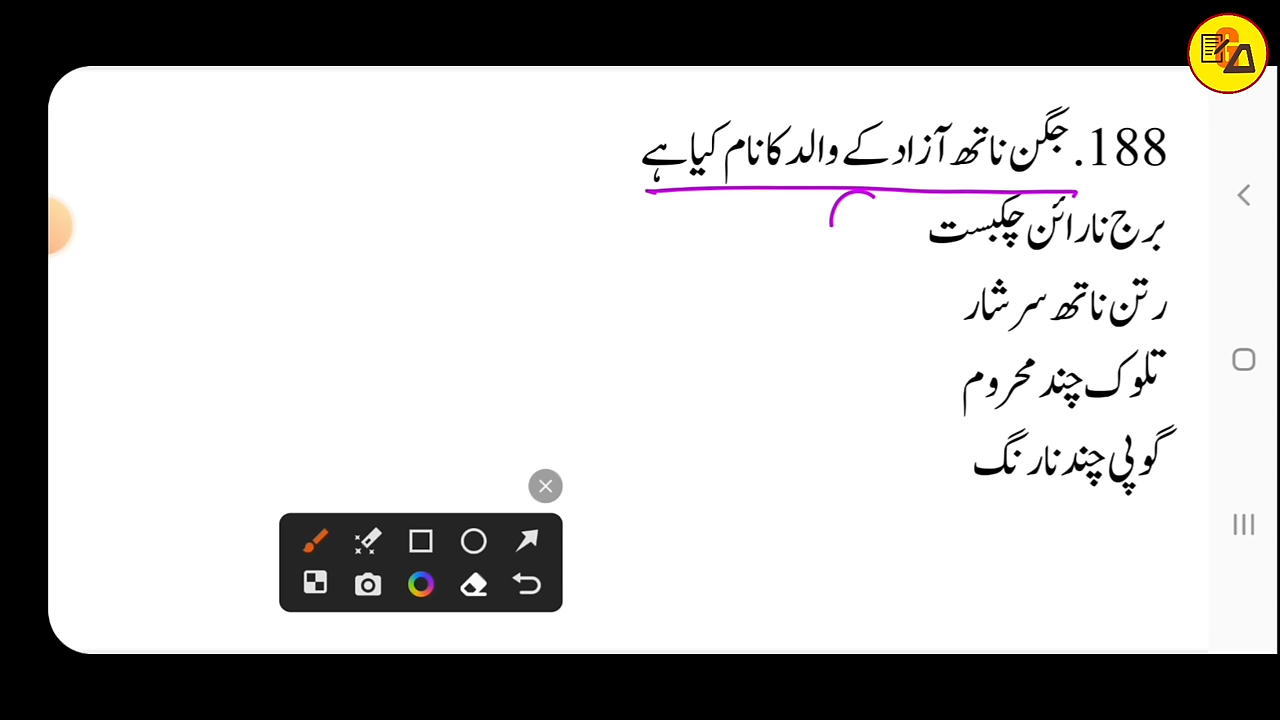 188. جگن ناتھ آزاد کے والد کا نام کیا ہے
برج نارائن چکبست
رتن ناتھ سرشار
تلوک چند محروم
گوپی چند نارنگ